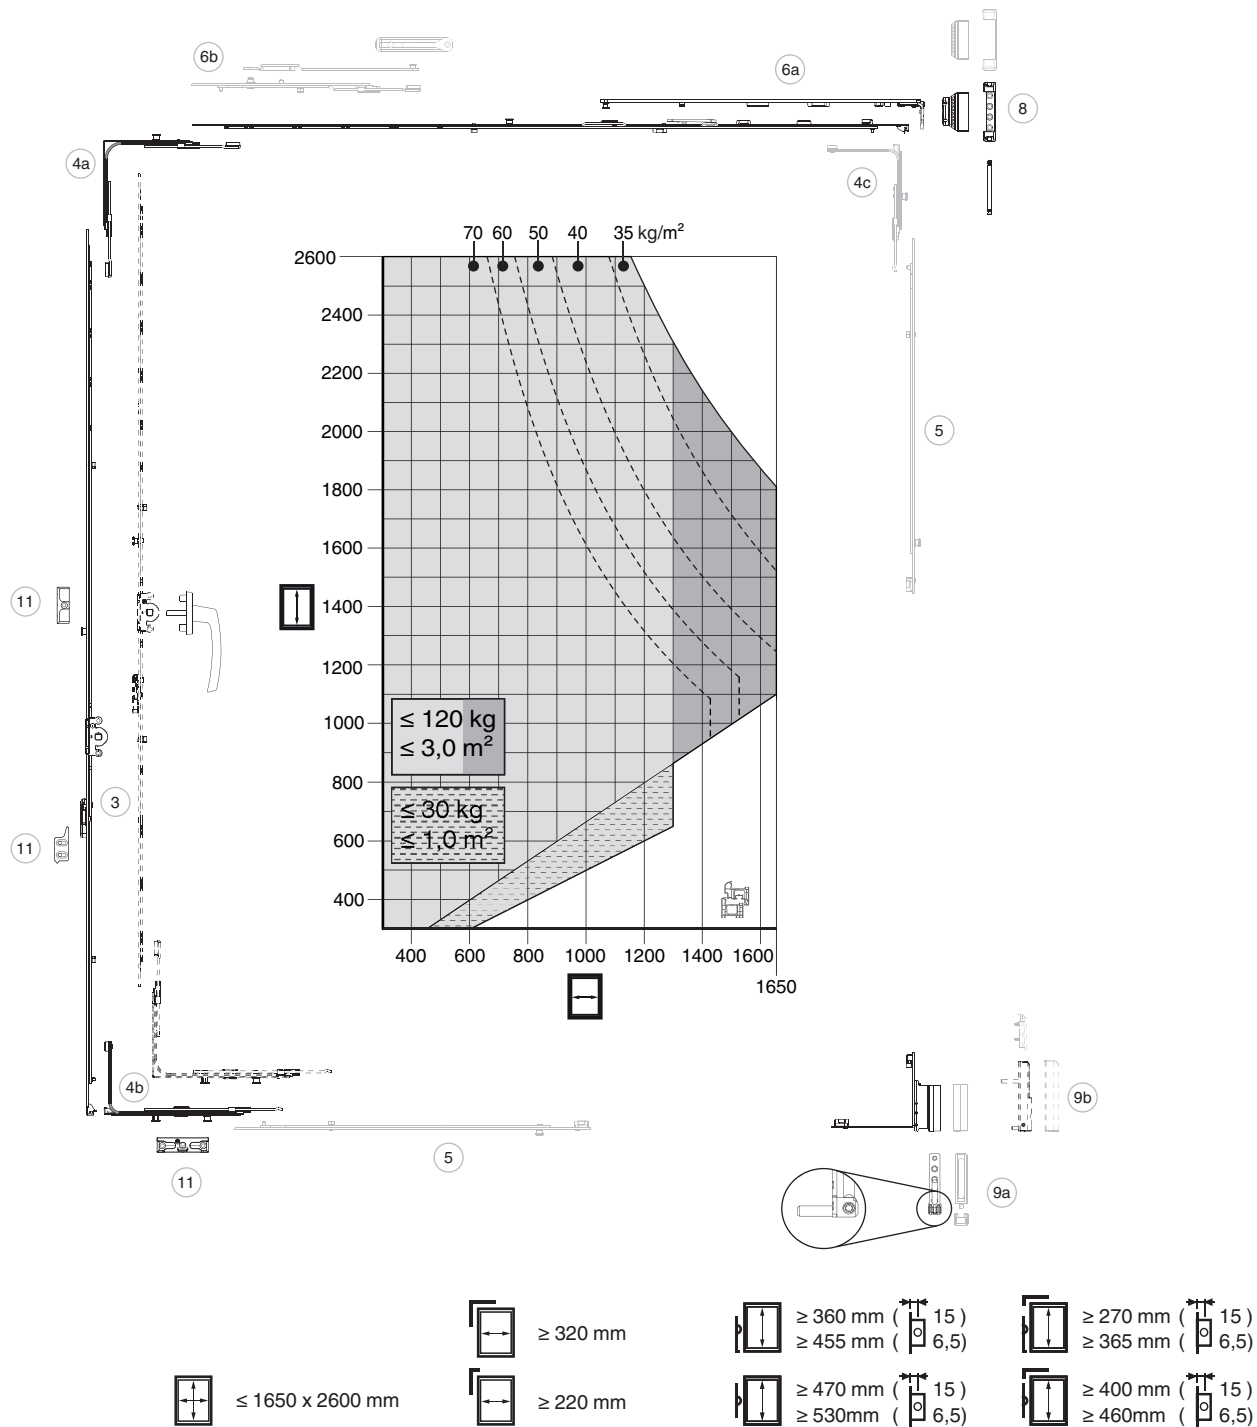 6b
6a
8
4a
4c
70 60 50 40 35 kg/m²
2600
2400
2200
2000
5
1800
1600
11
1400
1200
≤ 120 kg
1000
≤ 3,0 m²
3
800
≤ 30 kg
11
600
≤ 1,0 m²
400
400 600 800 1000 1200 1400 1600
1650
4b
9b
5
11
9a
≥ 320 mm
≥ 360 mm ( 15 )
≥ 455 mm ( 6,5)
≥ 270 mm ( 15 )
≥ 365 mm ( 6,5)
≤ 1650 x 2600 mm
≥ 220 mm
≥ 470 mm ( 15 )
≥ 530mm ( 6,5)
≥ 400 mm ( 15 )
≥ 460mm ( 6,5)